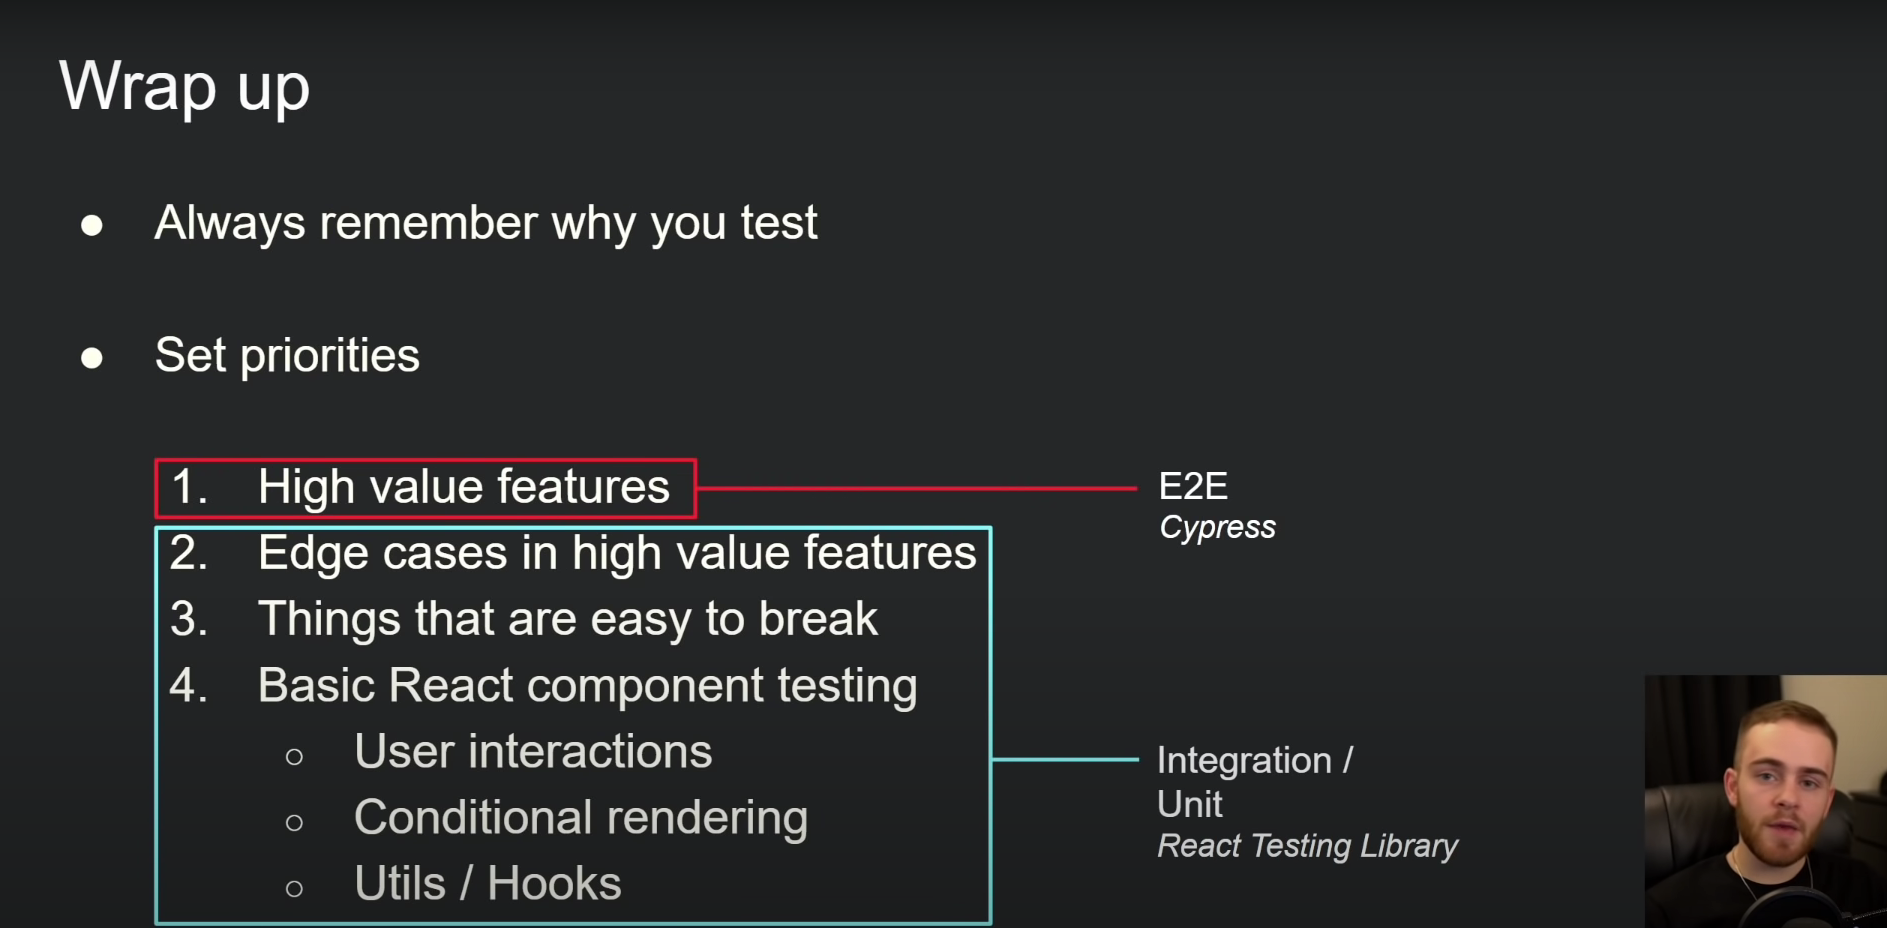 Wrap up
● Always remember why you test
● Set priorities
1. High value features
E2E
Cypress
2. Edge cases in high value features
3. Things that are easy to break
4. Basic React component testing
○ User interactions
○ Conditional rendering
○ Utils / Hooks
Integration /
Unit
React Testing Library